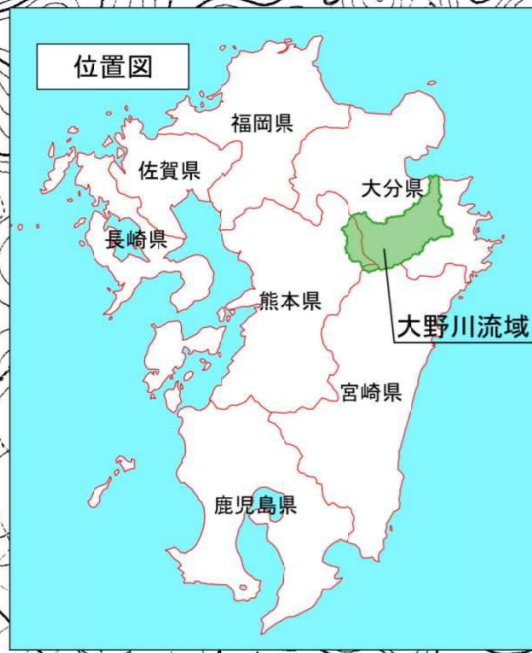 位置図
福岡県
佐賀県
大分県
長崎県
熊本県
大野川流域
宮崎県
鹿児島県